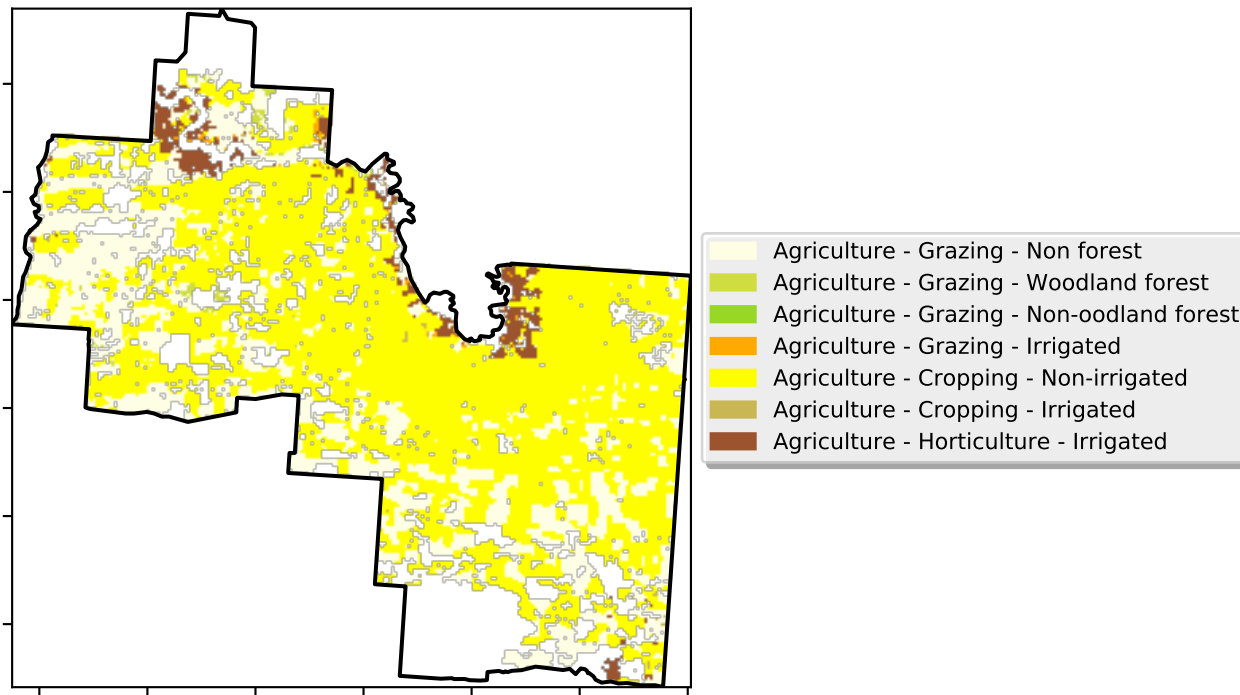 Agriculture - Grazing - Non forest
Agriculture - Grazing - Woodland forest
Agriculture - Grazing - Non-oodland forest
Agriculture - Grazing - Irrigated
Agriculture - Cropping - Non-irrigated
Agriculture - Cropping - Irrigated
Agriculture - Horticulture - Irrigated